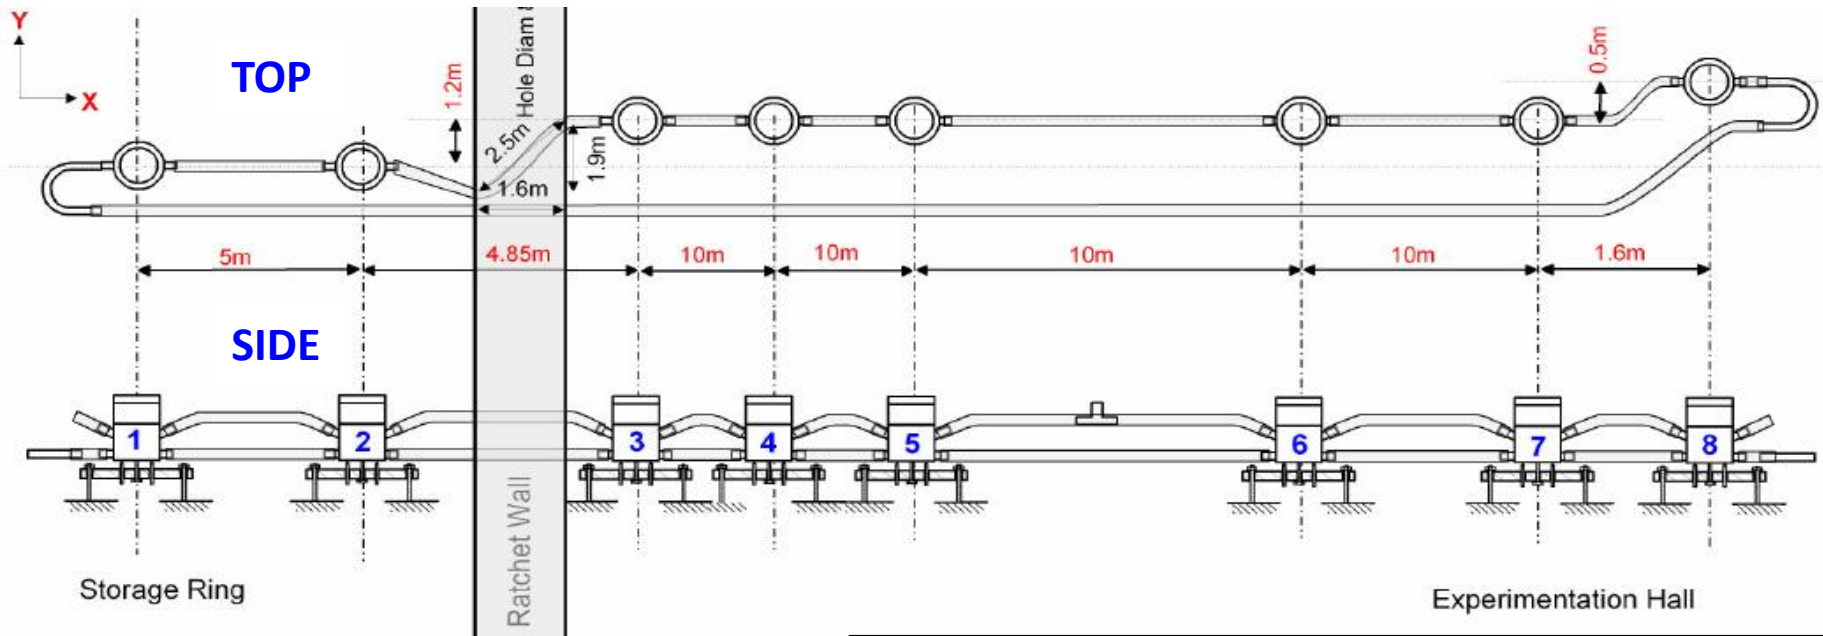 Y
X
TOP
1.2m
Hole Diam
2.5m
1.9m
1.6m
0.5m
5m
4.85m
10m
10m
10m
10m
1.6m
SIDE
1
2
3
4
5
6
7
8
Ratchet Wall
Storage Ring
Experimentation Hall